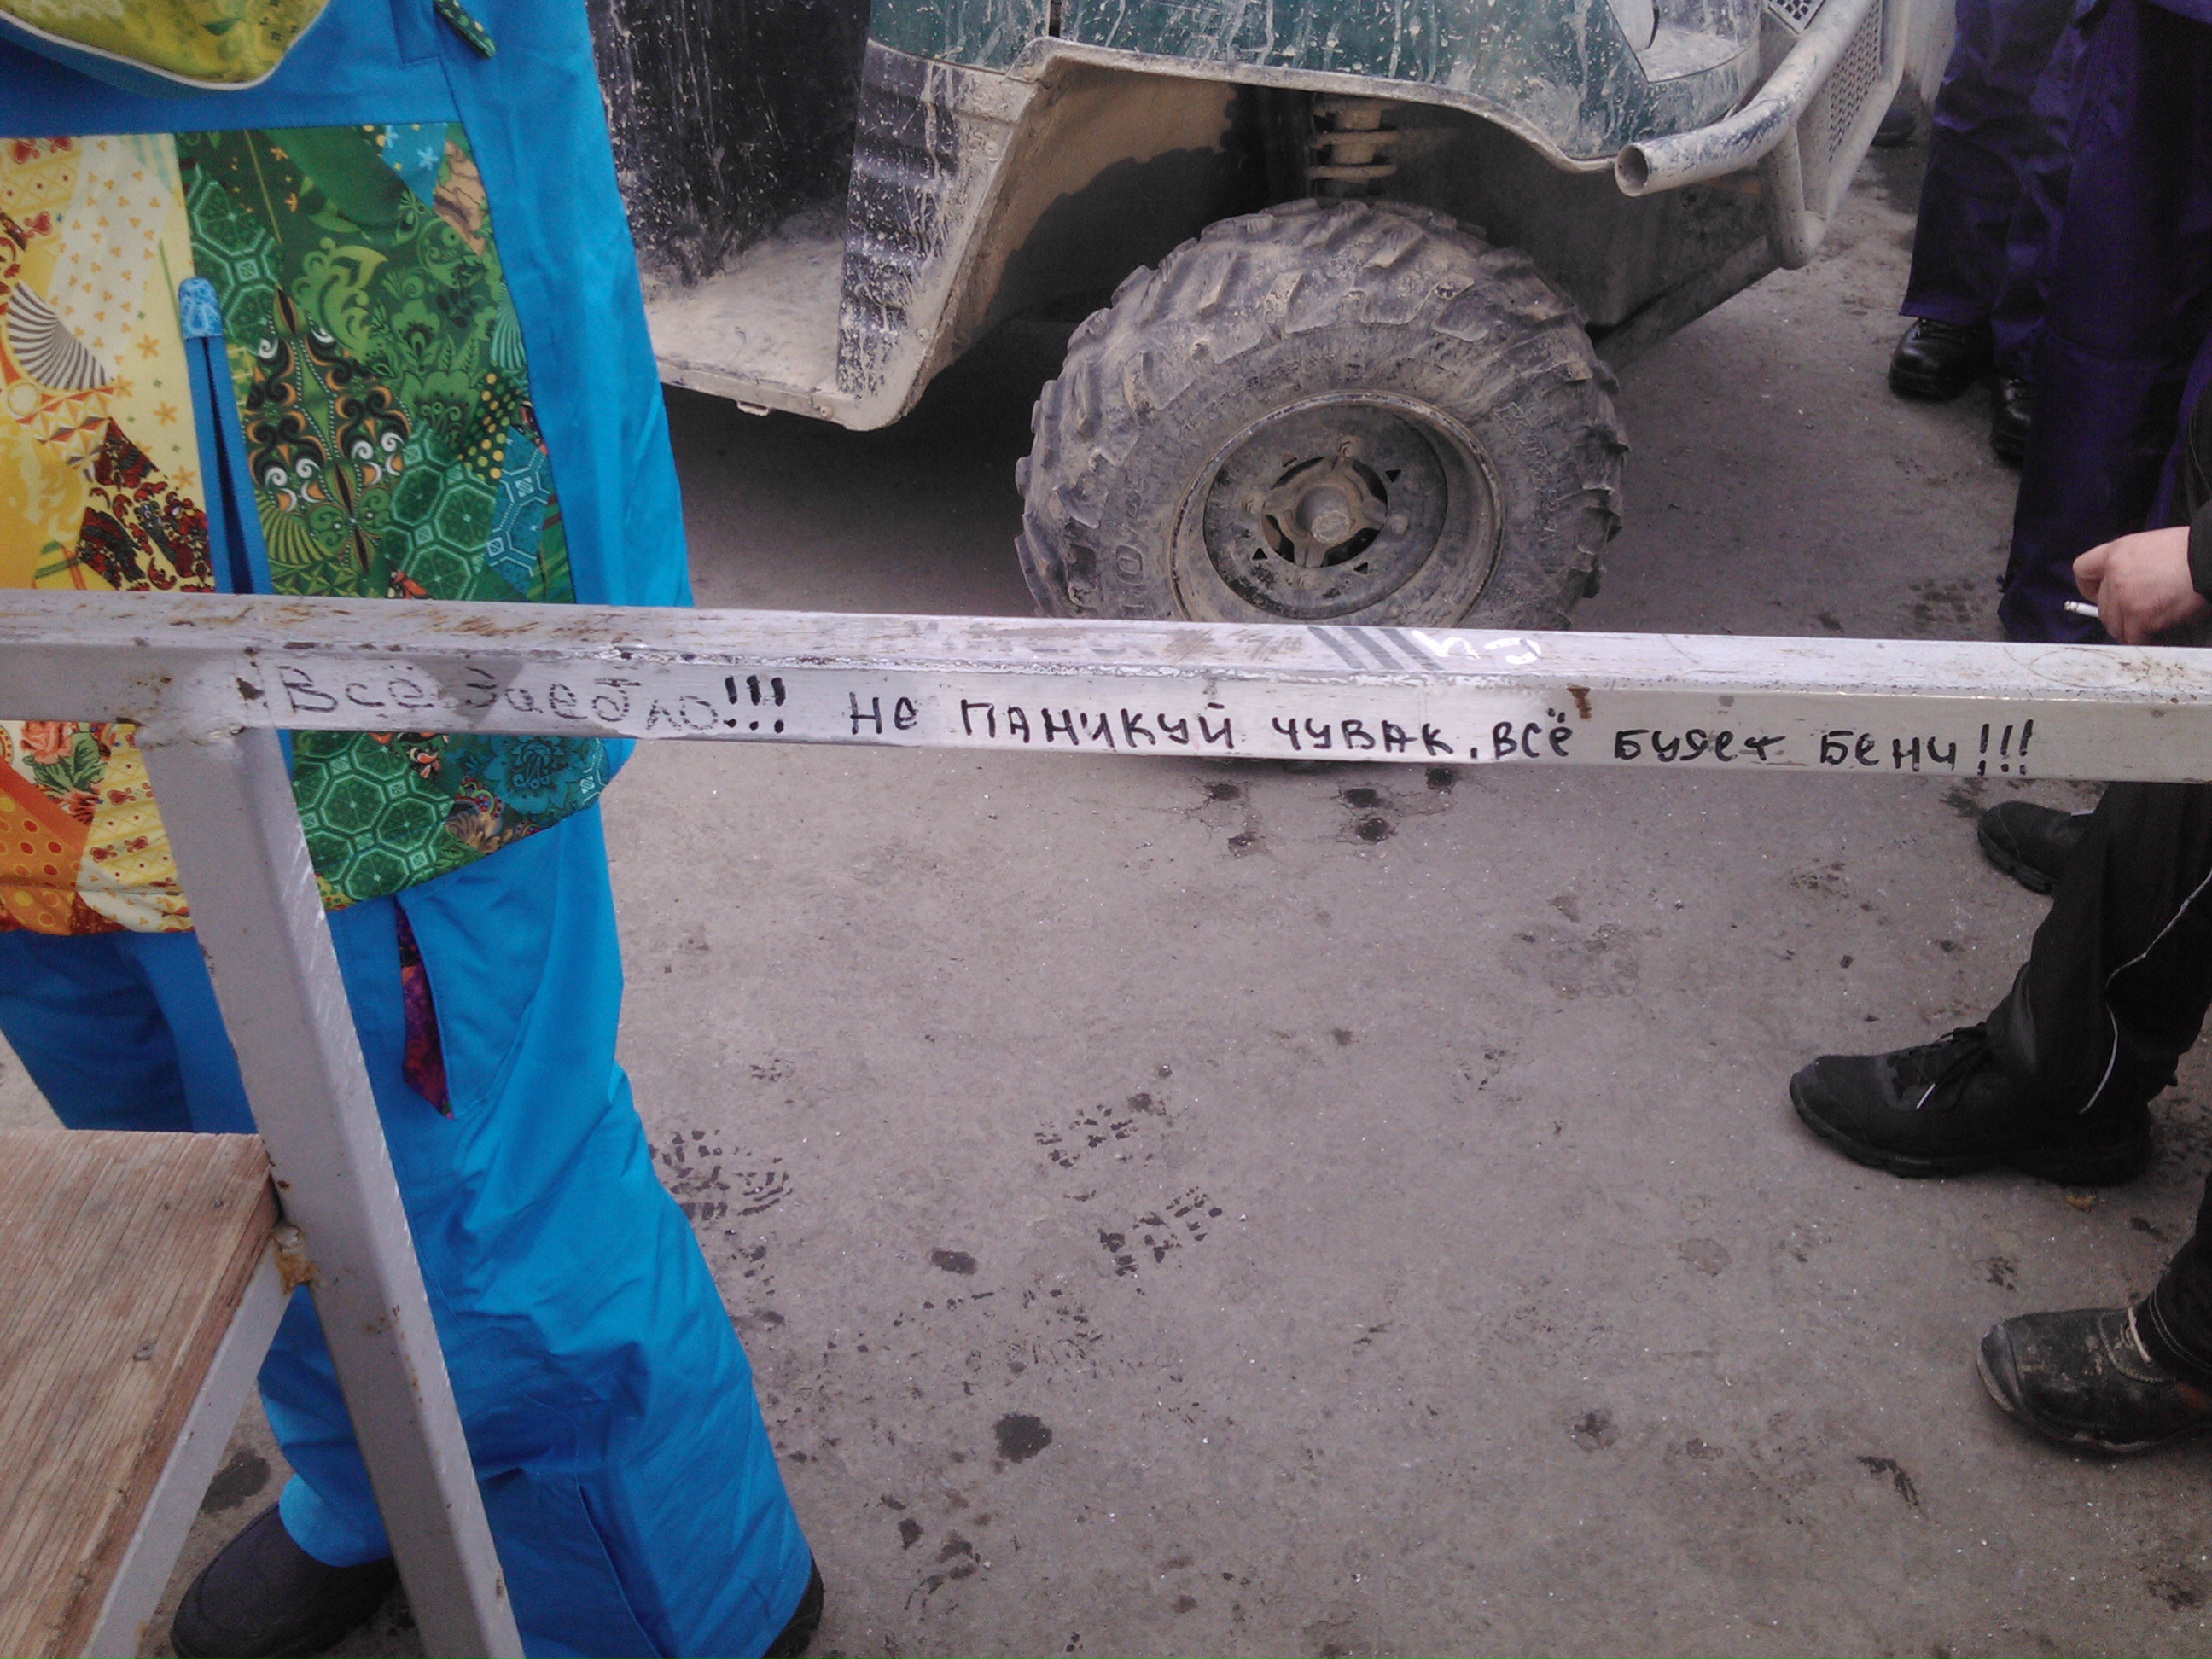 Всё Заебло!!! НЕ ПАНИКУЙ ЧУВАК, ВСЁ БУДЕТ БЕНЧ!!!